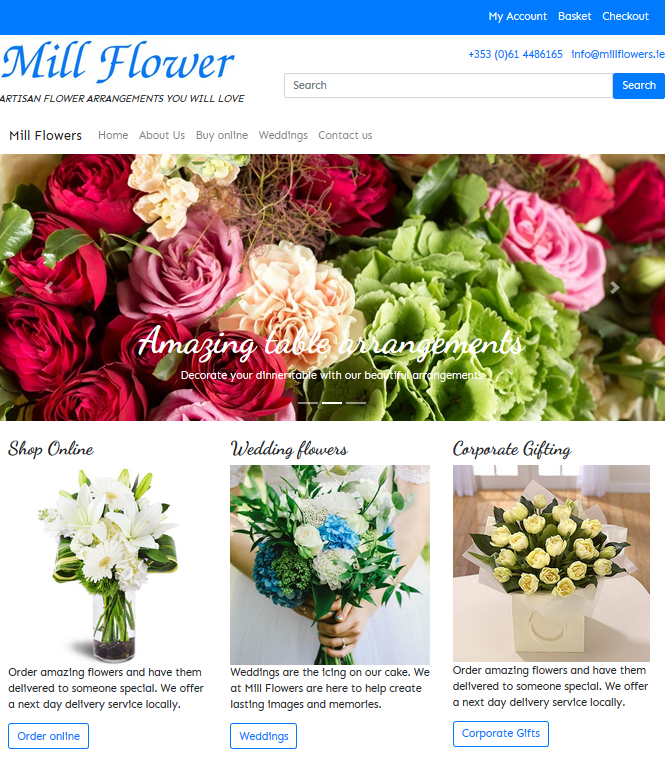 My Account Basket Checkout
Mill Flower
ARTISAN FLOWER ARRANGEMENTS YOU WILL LOVE
+353 (0)61 4486165 info@millflowers.ie
Search Search
Mill Flowers Home About Us Buy online Weddings Contact us
Amazing table arrangements
Decorate your dinner table with our beautiful arrangements
Shop Online
Order amazing flowers and have them
delivered to someone special. We offer
a next day delivery service locally.
Order online
Wedding flowers
Weddings are the icing on our cake. We
at Mill Flowers are here to help create
lasting images and memories.
Weddings
Corporate Gifting
Order amazing flowers and have them
delivered to someone special. We offer
a next day delivery service locally.
Corporate Gifts